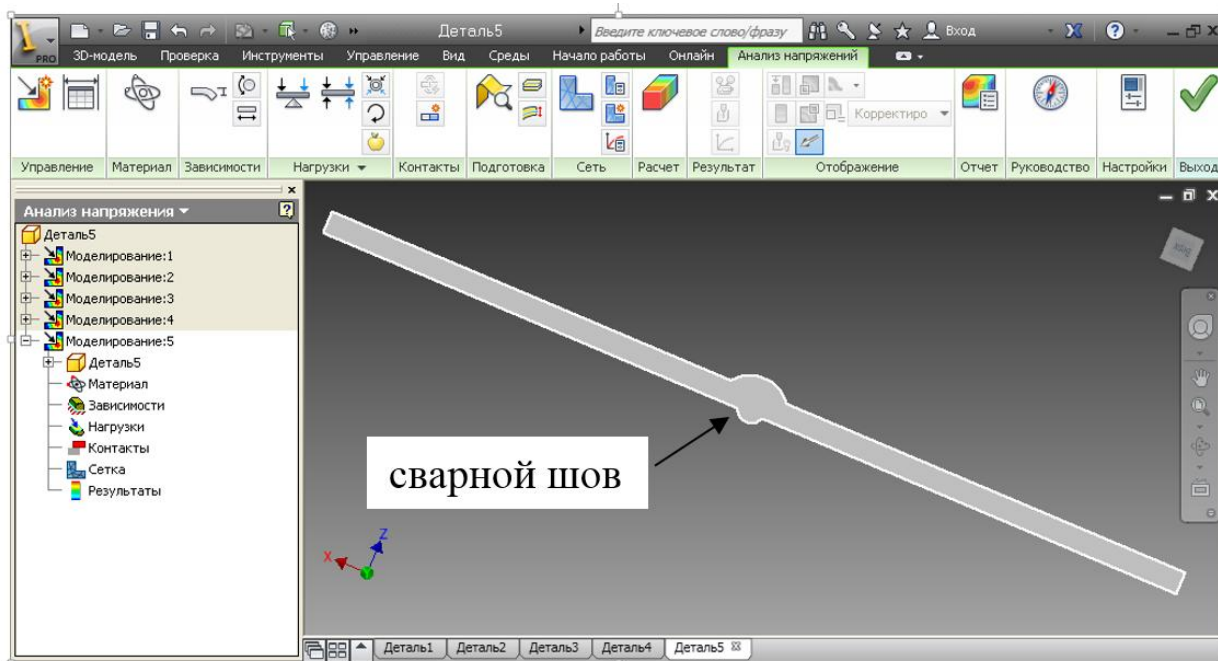 Деталь5 Введите ключевое слово/фразу Вход
PRO 3D-модель Проверка Инструменты Управление Вид Среды Начало работы Онлайн Анализ напряжений
Корректиро
Управление Материал Зависимости Нагрузки Контакты Подготовка Сеть Расчет Результат Отображение Отчет Руководство Настройки Выход
Анализ напряжения
Деталь5
Моделирование:1
Моделирование:2
Моделирование:3
Моделирование:4
Моделирование:5
Деталь5
Материал
Зависимости
Нагрузки
Контакты
Сетка
Результаты
сварной шов
Z
X
Деталь1 Деталь2 Деталь3 Деталь4 Деталь5